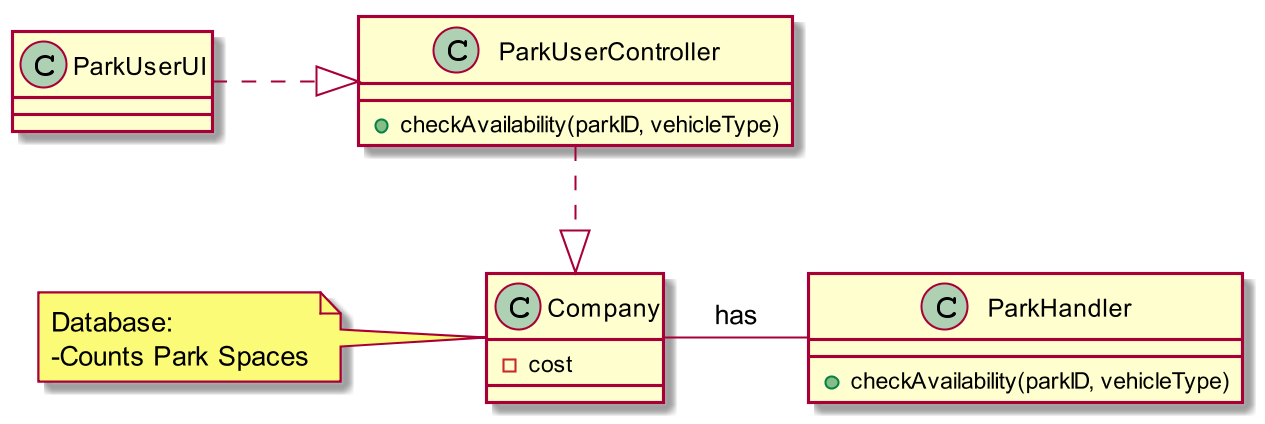 C ParkUserUI
C ParkUserController
checkAvailability(parkID, vehicleType)
Database:
-Counts Park Spaces
C Company
cost
has
C ParkHandler
checkAvailability(parkID, vehicleType)